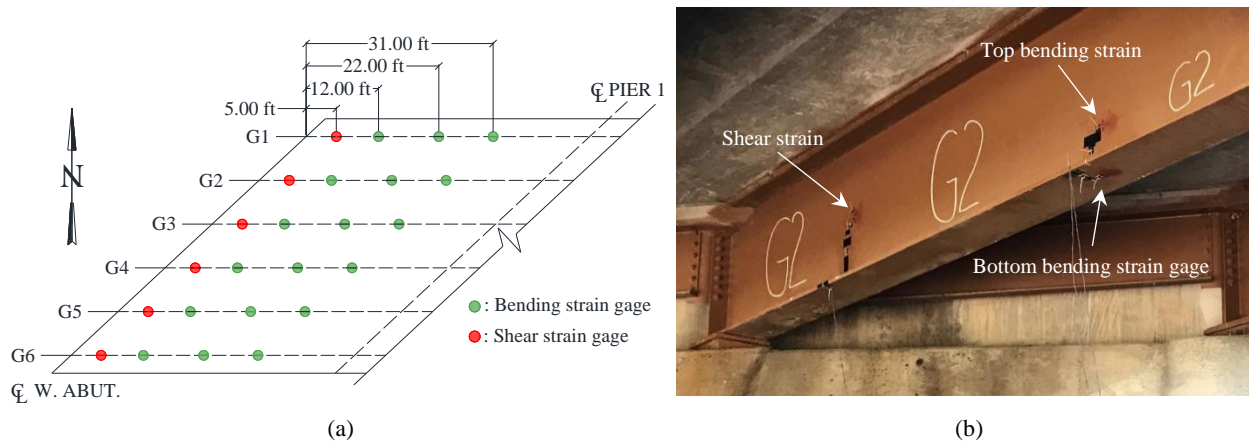 31.00 ft
22.00 ft
12.00 ft
5.00 ft
℄ PIER 1
G1
G2
G3
G4
G5
G6
N
: Bending strain gage
: Shear strain gage
℄ W. ABUT.
(a)
Top bending strain
G2
Shear strain
G2
G2
Bottom bending strain gage
(b)